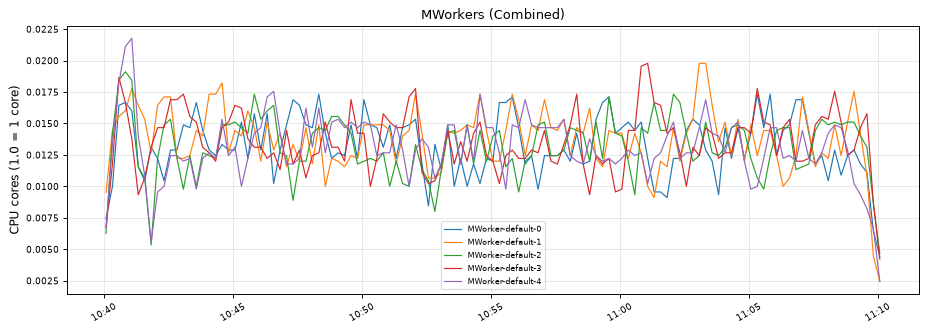 MWorkers (Combined)
CPU cores (1.0 = 1 core)
0.0225
0.0200
0.0175
0.0150
0.0125
0.0100
0.0075
0.0050
0.0025
MWorker-default-0
MWorker-default-1
MWorker-default-2
MWorker-default-3
MWorker-default-4
10:40
10:45
10:50
10:55
11:00
11:05
11:10